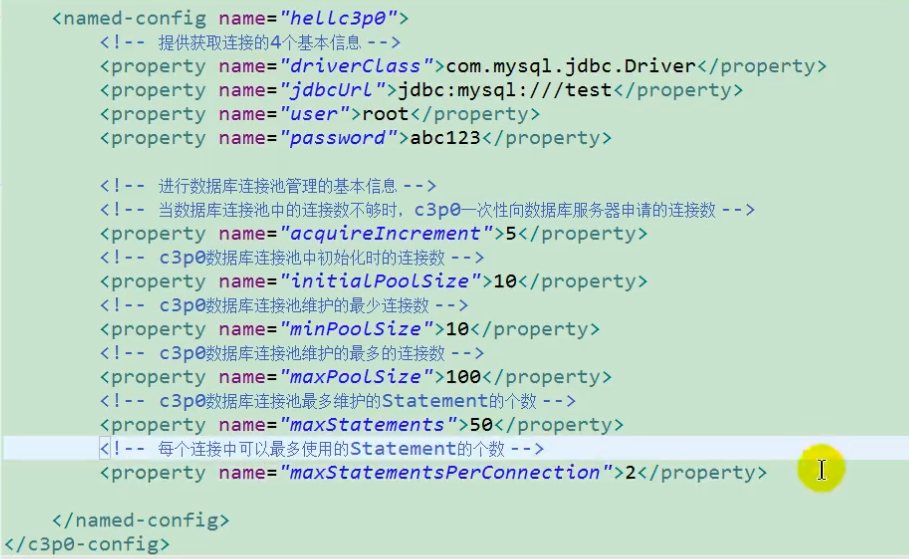 <named-config name="hellc3p0">
<!-- 提供获取连接的4个基本信息 -->
<property name="driverClass">com.mysql.jdbc.Driver</property>
<property name="jdbcUrl">jdbc:mysql:///test</property>
<property name="user">root</property>
<property name="password">abc123</property>
<!-- 进行数据库连接池管理的基本信息 -->
<!-- 当数据库连接池中的连接数不够时，c3p0一次性向数据库服务器申请的连接数 -->
<property name="acquireIncrement">5</property>
<!-- c3p0数据库连接池中初始化时的连接数 -->
<property name="initialPoolSize">10</property>
<!-- c3p0数据库连接池维护的最少连接数 -->
<property name="minPoolSize">10</property>
<!-- c3p0数据库连接池维护的最多的连接数 -->
<property name="maxPoolSize">100</property>
<!-- c3p0数据库连接池最多维护的Statement的个数 -->
<property name="maxStatements">50</property>
<!-- 每个连接中可以最多使用的Statement的个数 -->
<property name="maxStatementsPerConnection">2</property>
</named-config>
</c3p0-config>